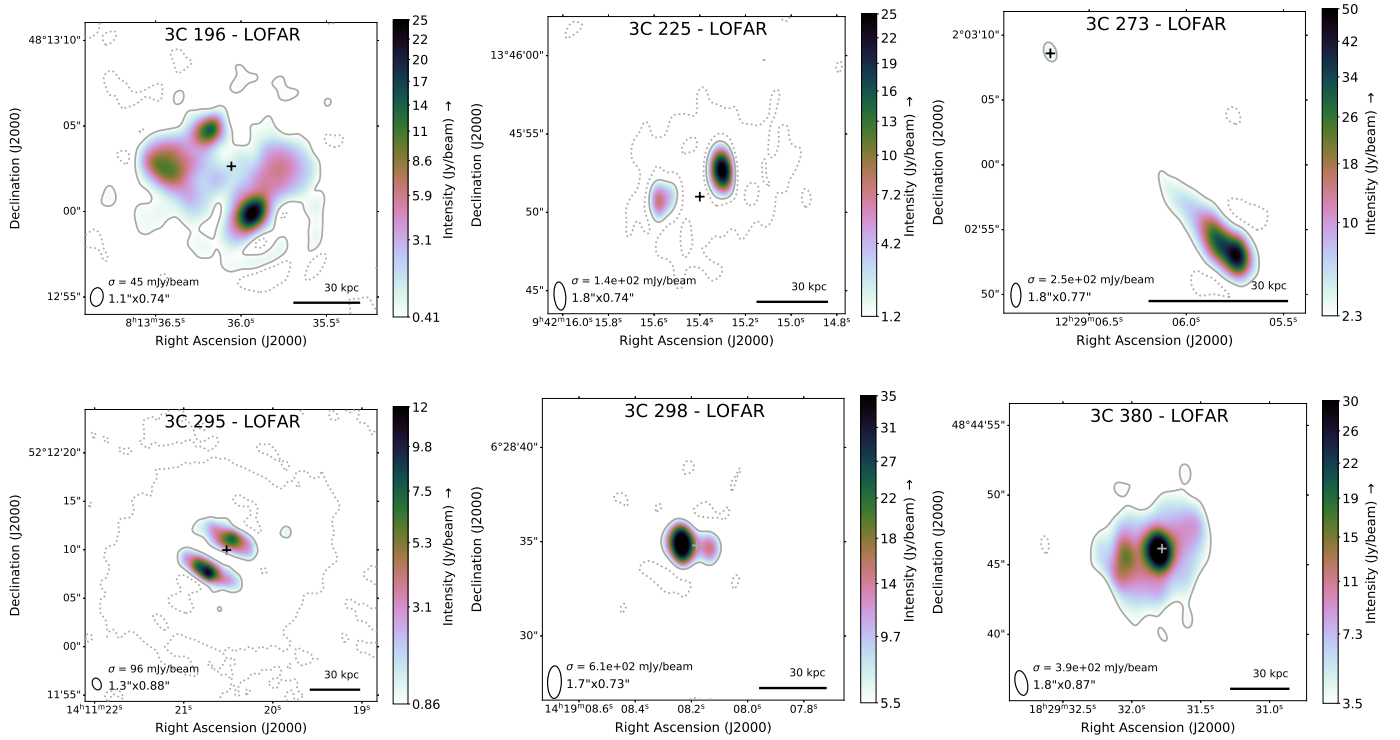 3C 196 - LOFAR
48°13'10"
05"
00"
12'55"
8ʰ13ᵐ36.5ˢ
36.0ˢ
35.5ˢ
Declination (J2000)
Right Ascension (J2000)
σ = 45 mJy/beam
1.1"x0.74"
30 kpc
25
22
20
17
14
11
8.6
5.9
3.1
0.41
Intensity (Jy/beam) →
3C 225 - LOFAR
13°46'00"
45'55"
50"
45"
9ʰ42ᵐ16.0ˢ
15.8ˢ
15.6ˢ
15.4ˢ
15.2ˢ
15.0ˢ
14.8ˢ
Declination (J2000)
Right Ascension (J2000)
σ = 1.4e+02 mJy/beam
1.8"x0.74"
30 kpc
25
22
19
16
13
10
7.2
4.2
1.2
Intensity (Jy/beam) →
3C 273 - LOFAR
2°03'10"
05"
00"
02'55"
50"
12ʰ29ᵐ06.5ˢ
06.0ˢ
05.5ˢ
Declination (J2000)
Right Ascension (J2000)
σ = 2.5e+02 mJy/beam
1.8"x0.77"
30 kpc
50
42
34
26
18
10
2.3
Intensity (Jy/beam) →
3C 295 - LOFAR
52°12'20"
15"
10"
05"
00"
11'55"
14ʰ11ᵐ22ˢ
21ˢ
20ˢ
19ˢ
Declination (J2000)
Right Ascension (J2000)
σ = 96 mJy/beam
1.3"x0.88"
30 kpc
12
9.8
7.5
5.3
3.1
0.86
Intensity (Jy/beam) →
3C 298 - LOFAR
6°28'40"
35"
30"
14ʰ19ᵐ08.6ˢ
08.4ˢ
08.2ˢ
08.0ˢ
07.8ˢ
Declination (J2000)
Right Ascension (J2000)
σ = 6.1e+02 mJy/beam
1.7"x0.73"
30 kpc
35
31
27
22
18
14
9.7
5.5
Intensity (Jy/beam) →
3C 380 - LOFAR
48°44'55"
50"
45"
40"
18ʰ29ᵐ32.5ˢ
32.0ˢ
31.5ˢ
31.0ˢ
Declination (J2000)
Right Ascension (J2000)
σ = 3.9e+02 mJy/beam
1.8"x0.87"
30 kpc
30
26
22
19
15
11
7.3
3.5
Intensity (Jy/beam) →